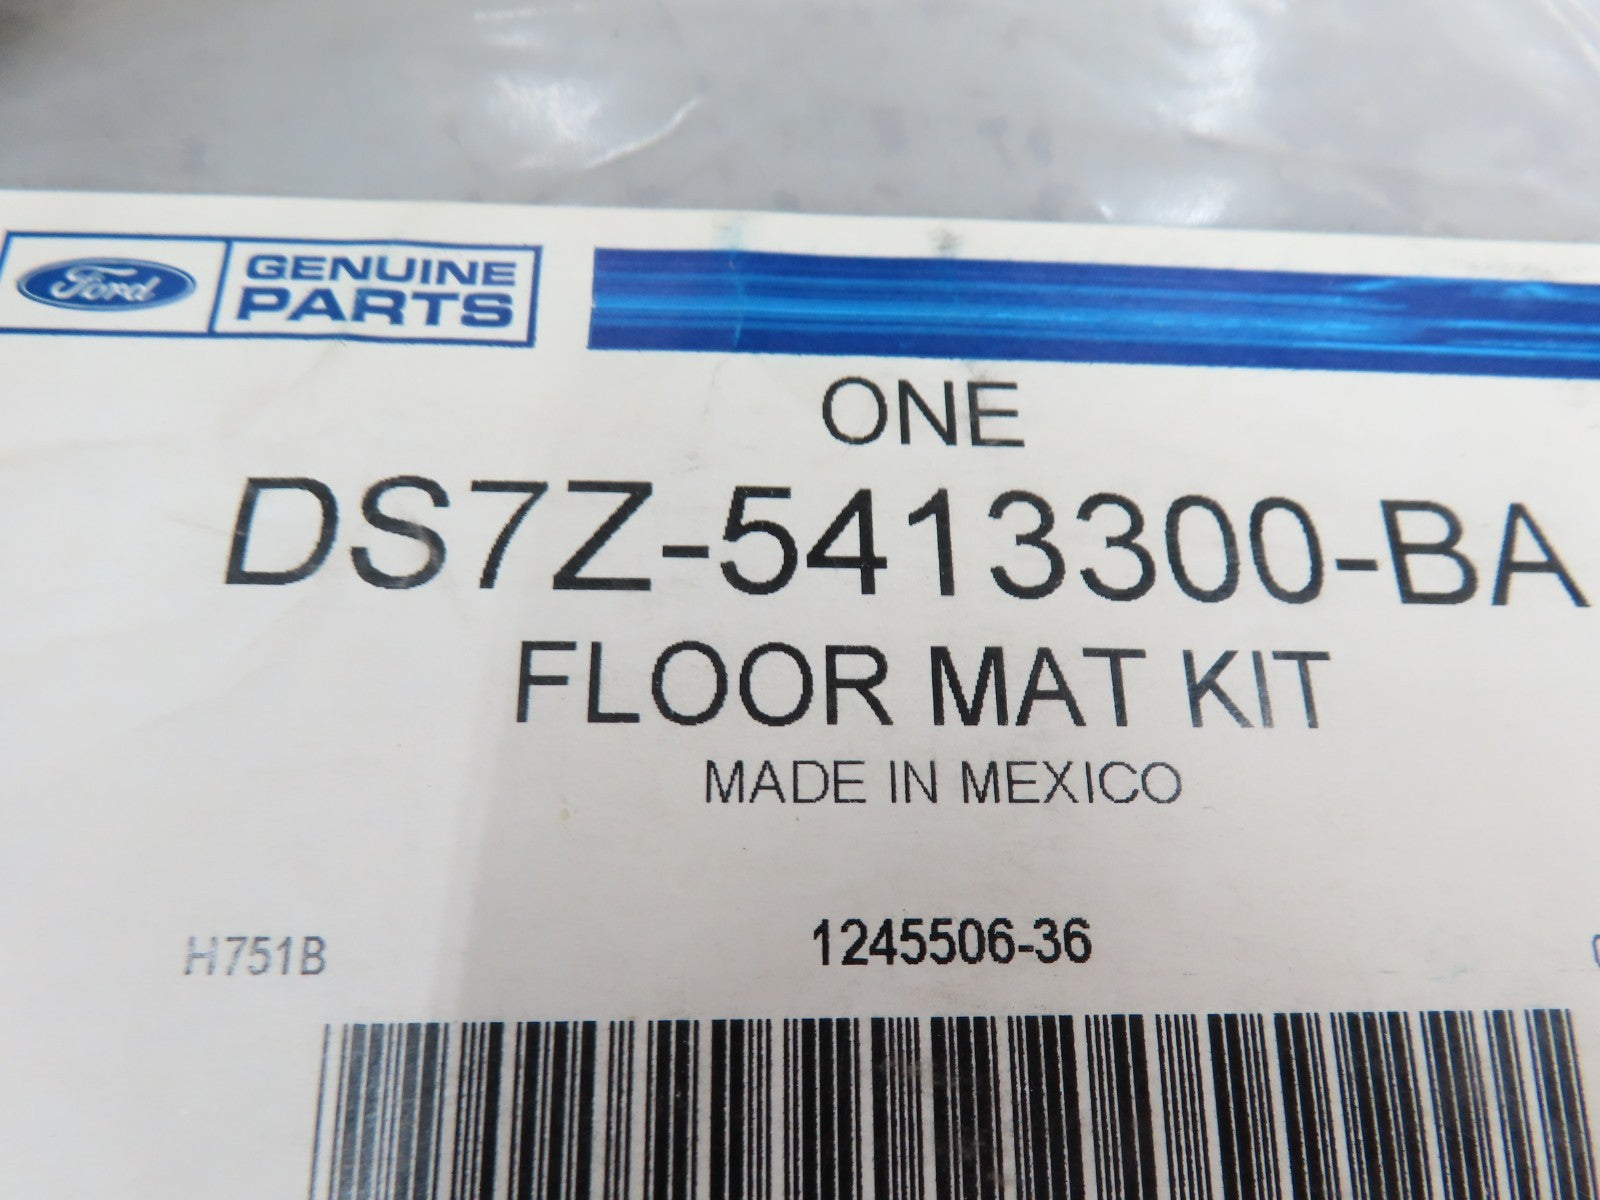 Ford GENUINE PARTS
ONE
DS7Z-5413300-BA
FLOOR MAT KIT
MADE IN MEXICO
H751B 1245506-36